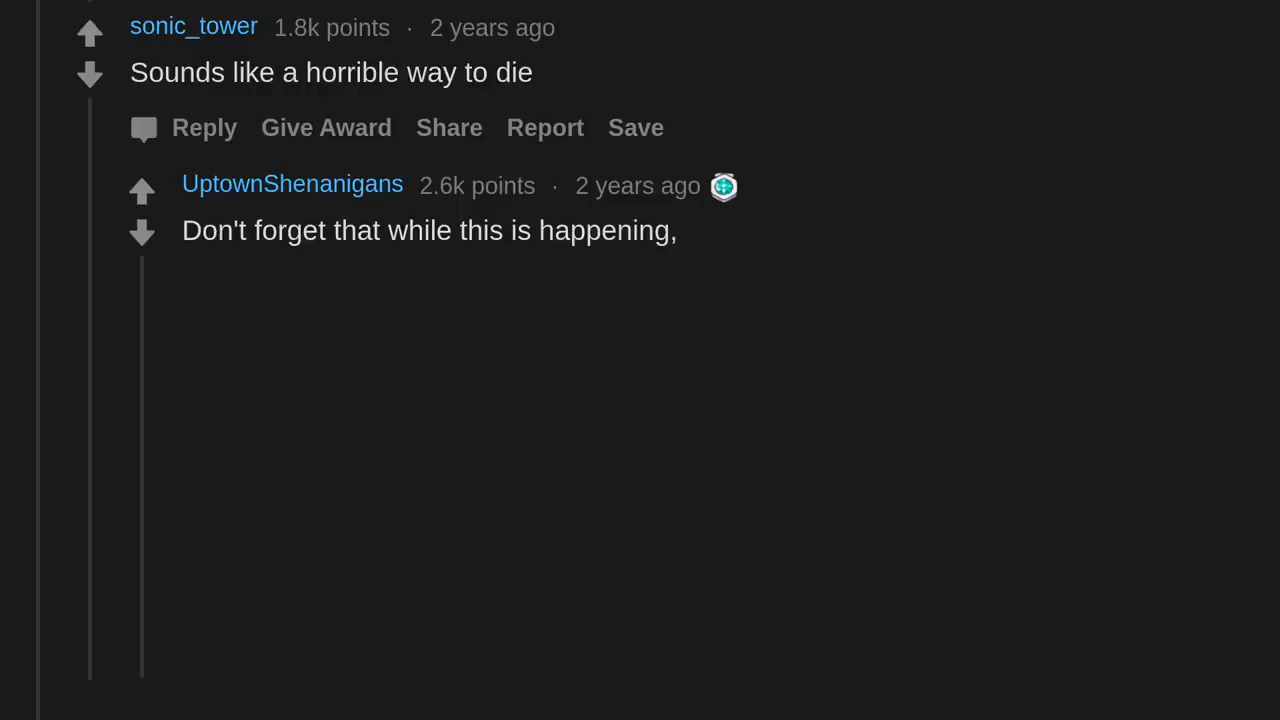 sonic_tower 1.8k points · 2 years ago
Sounds like a horrible way to die
Reply Give Award Share Report Save
UptownShenanigans 2.6k points · 2 years ago
Don't forget that while this is happening,